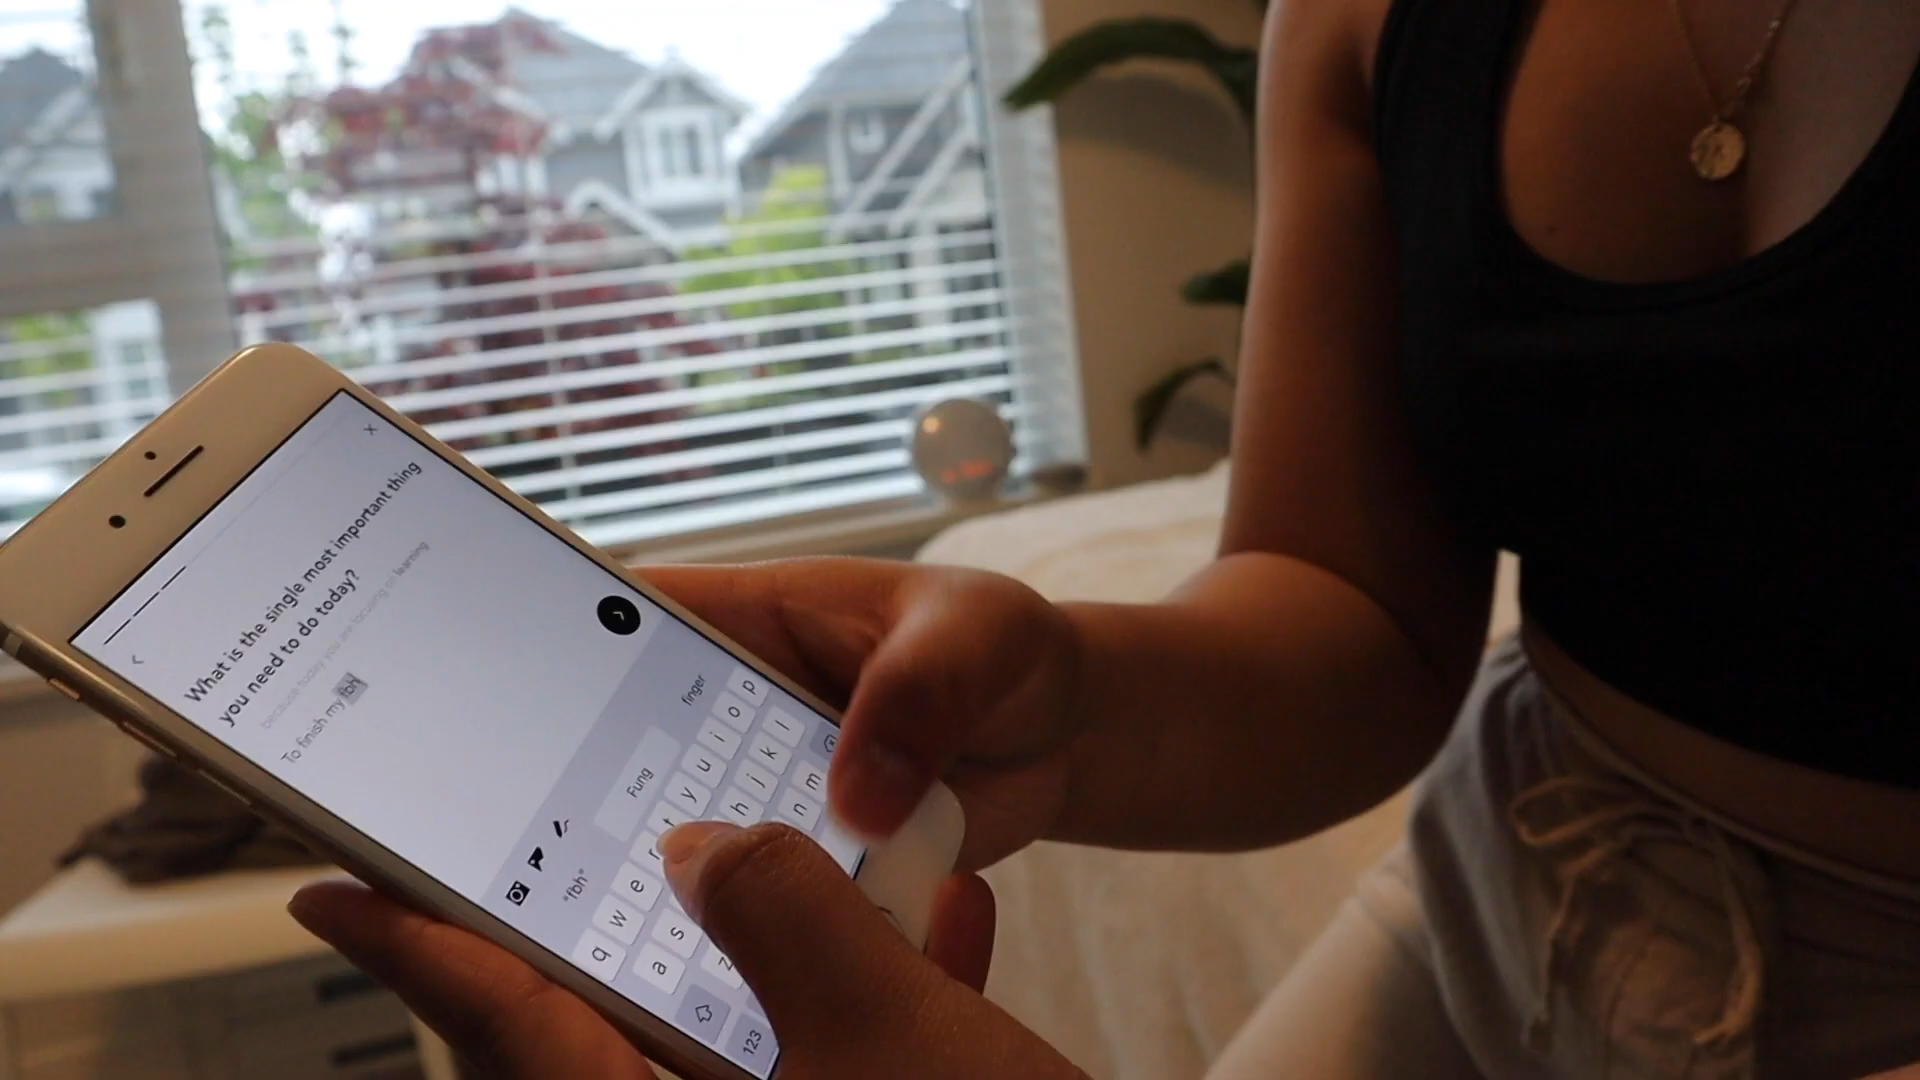 What is the single most important thing
you need to do today?
because today you are focusing on learning
To finish my fbh
"fbh" Fung finger
q w e r t y u i o p
a s h j k l
z n m
123